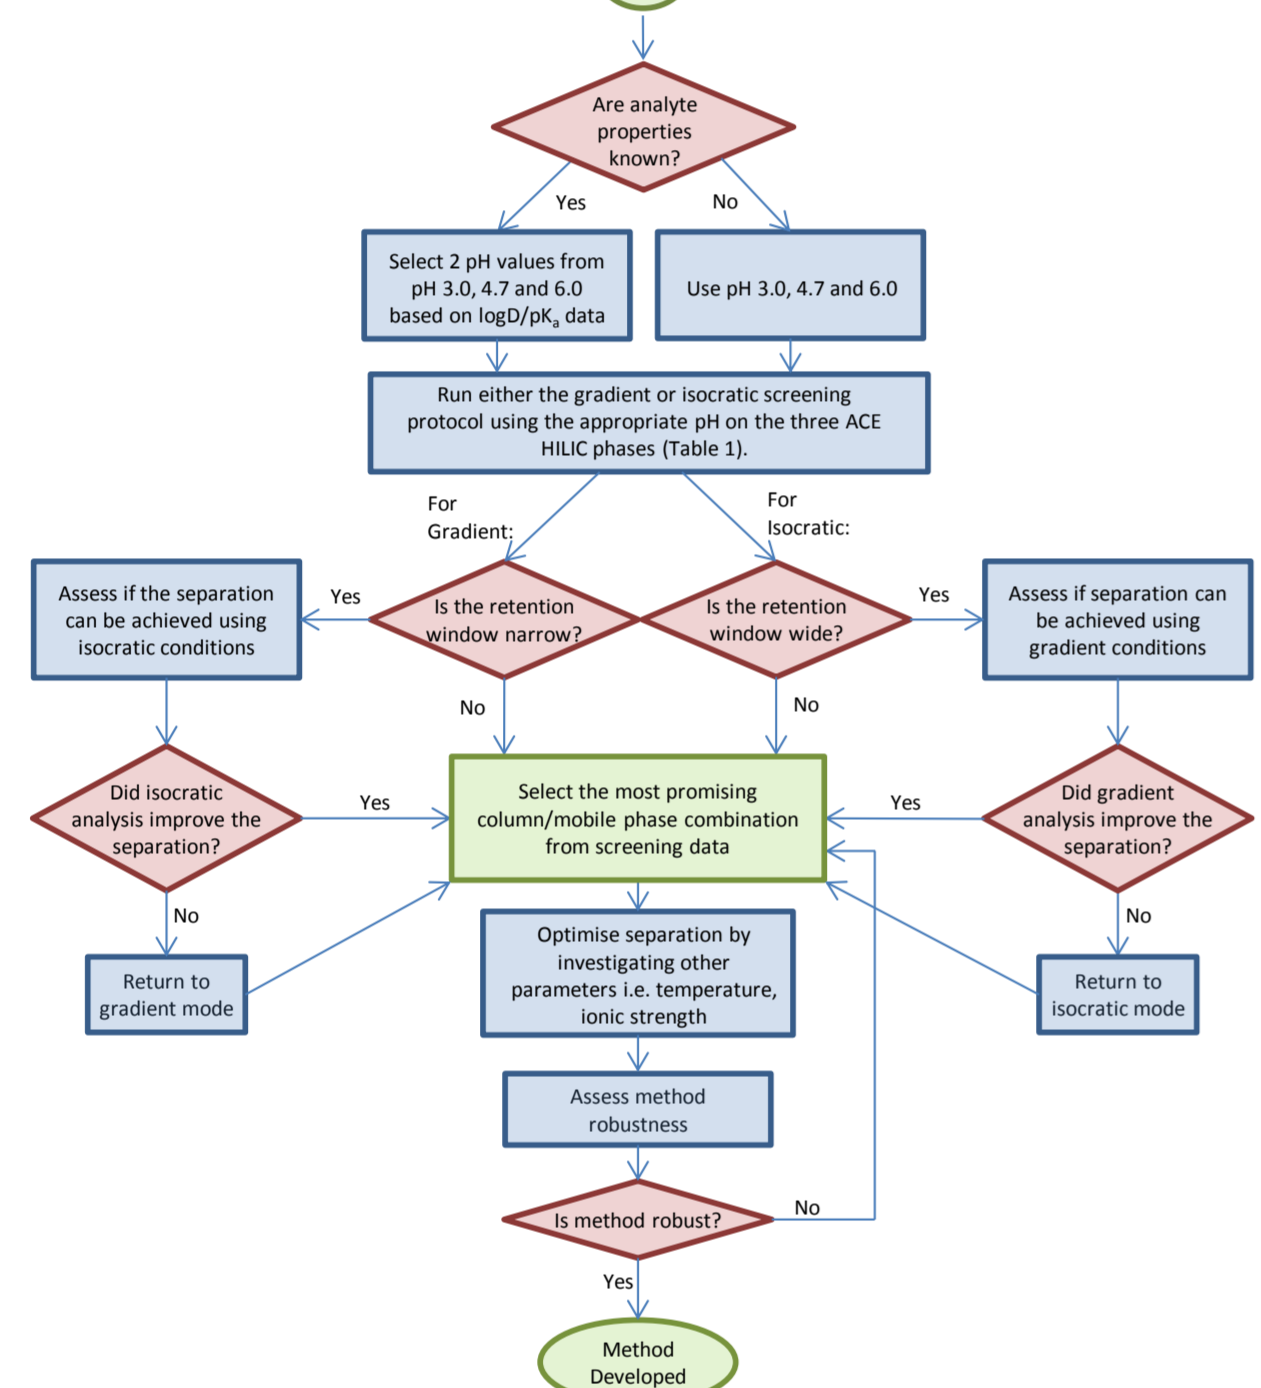 Are analyte
properties
known?
Yes
No
Select 2 pH values from
pH 3.0, 4.7 and 6.0
based on logD/pKa data
Use pH 3.0, 4.7 and 6.0
Run either the gradient or isocratic screening
protocol using the appropriate pH on the three ACE
HILIC phases (Table 1).
For
Gradient:
For
Isocratic:
Assess if the separation
can be achieved using
isocratic conditions
Yes
Is the retention
window narrow?
Is the retention
window wide?
Yes
Assess if separation can
be achieved using
gradient conditions
No
No
Did isocratic
analysis improve the
separation?
Yes
Select the most promising
column/mobile phase combination
from screening data
Yes
Did gradient
analysis improve the
separation?
No
No
Return to
gradient mode
Optimise separation by
investigating other
parameters i.e. temperature,
ionic strength
Return to
isocratic mode
Assess method
robustness
Is method robust?
No
Yes
Method
Developed